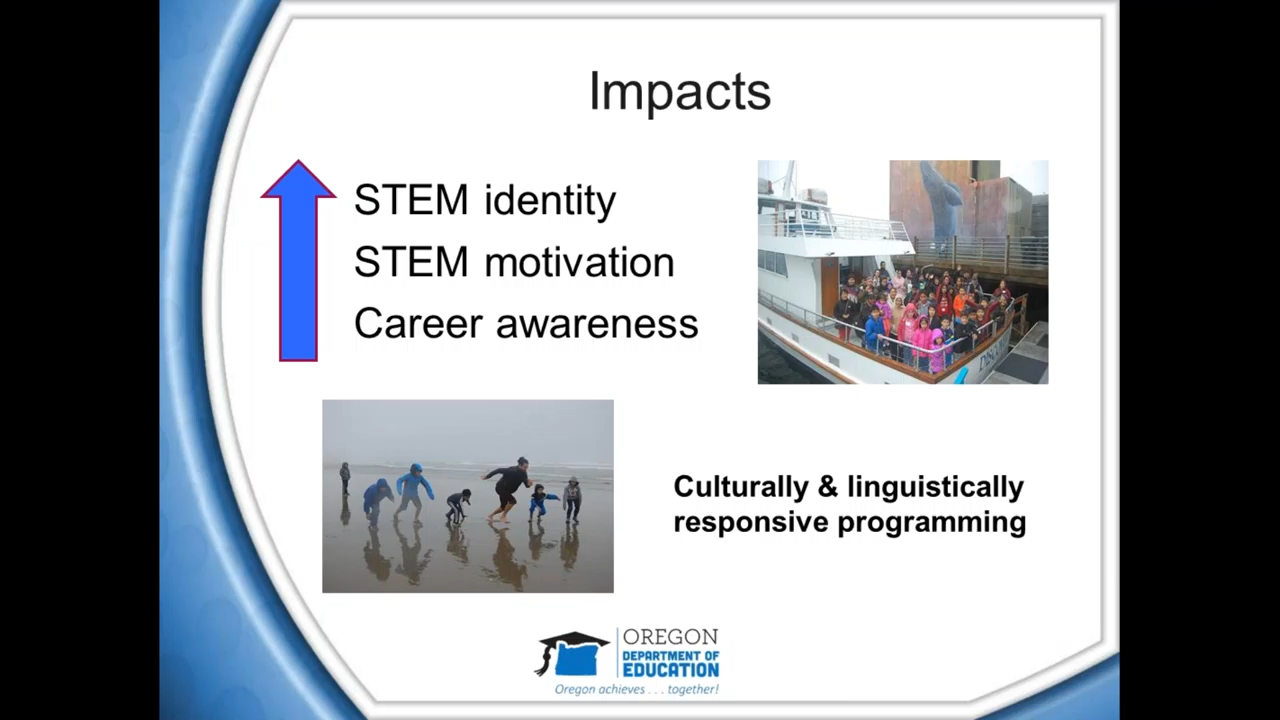 Impacts
STEM identity
STEM motivation
Career awareness
Culturally & linguistically
responsive programming
OREGON
DEPARTMENT OF
EDUCATION
Oregon achieves . . . together!